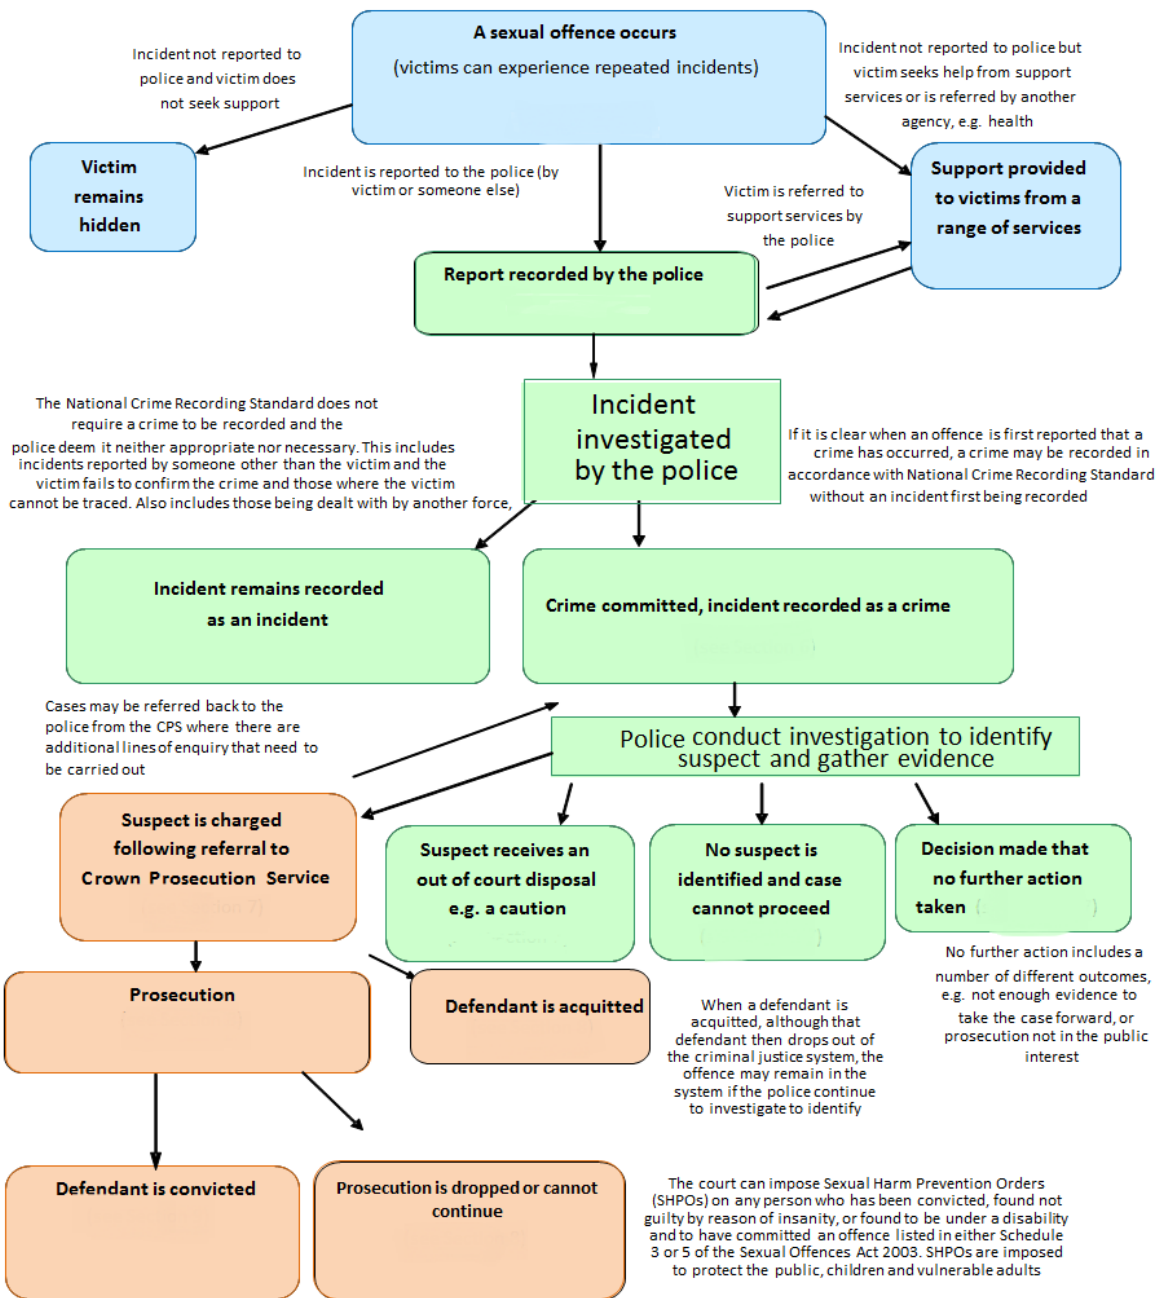 A sexual offence occurs
(victims can experience repeated incidents)
Incident not reported to
police and victim does
not seek support
Incident not reported to police but
victim seeks help from support
services or is referred by another
agency, e.g. health
Victim
remains
hidden
Incident is reported to the police (by
victim or someone else)
Victim is referred to
support services by
the police
Support provided
to victims from a
range of services
Report recorded by the police
Incident
investigated
by the police
The National Crime Recording Standard does not
require a crime to be recorded and the
police deem it neither appropriate nor necessary. This includes
incidents reported by someone other than the victim and the
victim fails to confirm the crime and those where the victim
cannot be traced. Also includes those being dealt with by another force,
If it is clear when an offence is first reported that a
crime has occurred, a crime may be recorded in
accordance with National Crime Recording Standard
without an incident first being recorded
Incident remains recorded
as an incident
Crime committed, incident recorded as a crime
Cases may be referred back to the
police from the CPS where there are
additional lines of enquiry that need to
be carried out
Police conduct investigation to identify
suspect and gather evidence
Suspect is charged
following referral to
Crown Prosecution Service
Suspect receives an
out of court disposal
e.g. a caution
No suspect is
identified and case
cannot proceed
Decision made that
no further action
taken (
)
No further action includes a
number of different outcomes,
e.g. not enough evidence to
take the case forward, or
prosecution not in the public
interest
Prosecution
Defendant is acquitted
When a defendant is
acquitted, although that
defendant then drops out of
the criminal justice system, the
offence may remain in the
system if the police continue
to investigate to identify
Defendant is convicted
Prosecution is dropped or cannot
continue
The court can impose Sexual Harm Prevention Orders
(SHPOs) on any person who has been convicted, found not
guilty by reason of insanity, or found to be under a disability
and to have committed an offence listed in either Schedule
3 or 5 of the Sexual Offences Act 2003. SHPOs are imposed
to protect the public, children and vulnerable adults